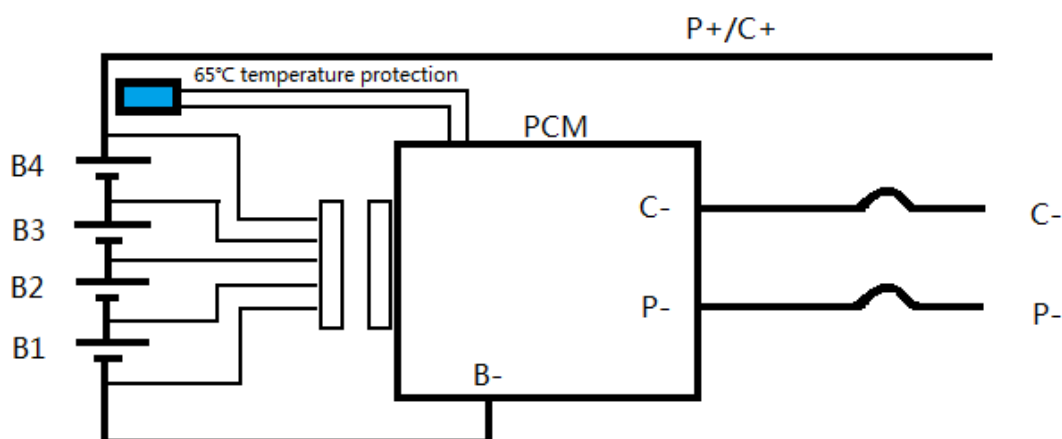 P+/C+
65℃ temperature protection
PCM
B4
B3
B2
B1
C-
C-
P-
P-
B-